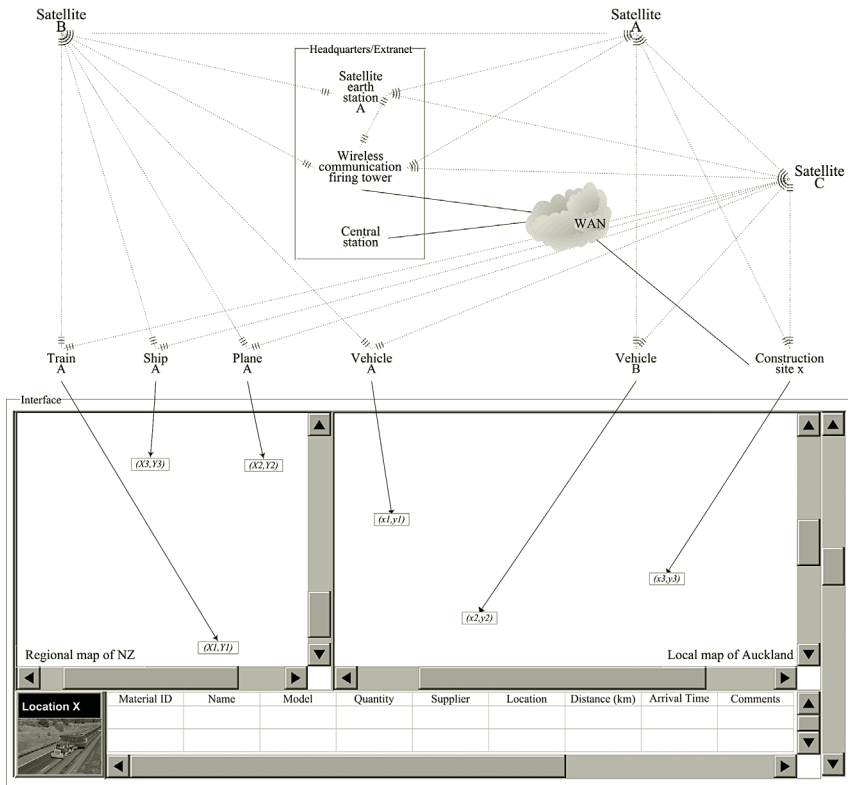 Satellite
B
Satellite
A
Headquarters/Extranet
Satellite
earth
station
A
Wireless
communication
firing tower
Satellite
C
WAN
Central
station
Train
A
Ship
A
Plane
A
Vehicle
A
Vehicle
B
Construction
site x
Interface
(X3,Y3)
(X2,Y2)
(x1,y1)
(x3,y3)
(x2,y2)
(X1,Y1)
Regional map of NZ
Local map of Auckland
Location X
Material ID Name Model Quantity Supplier Location Distance (km) Arrival Time Comments